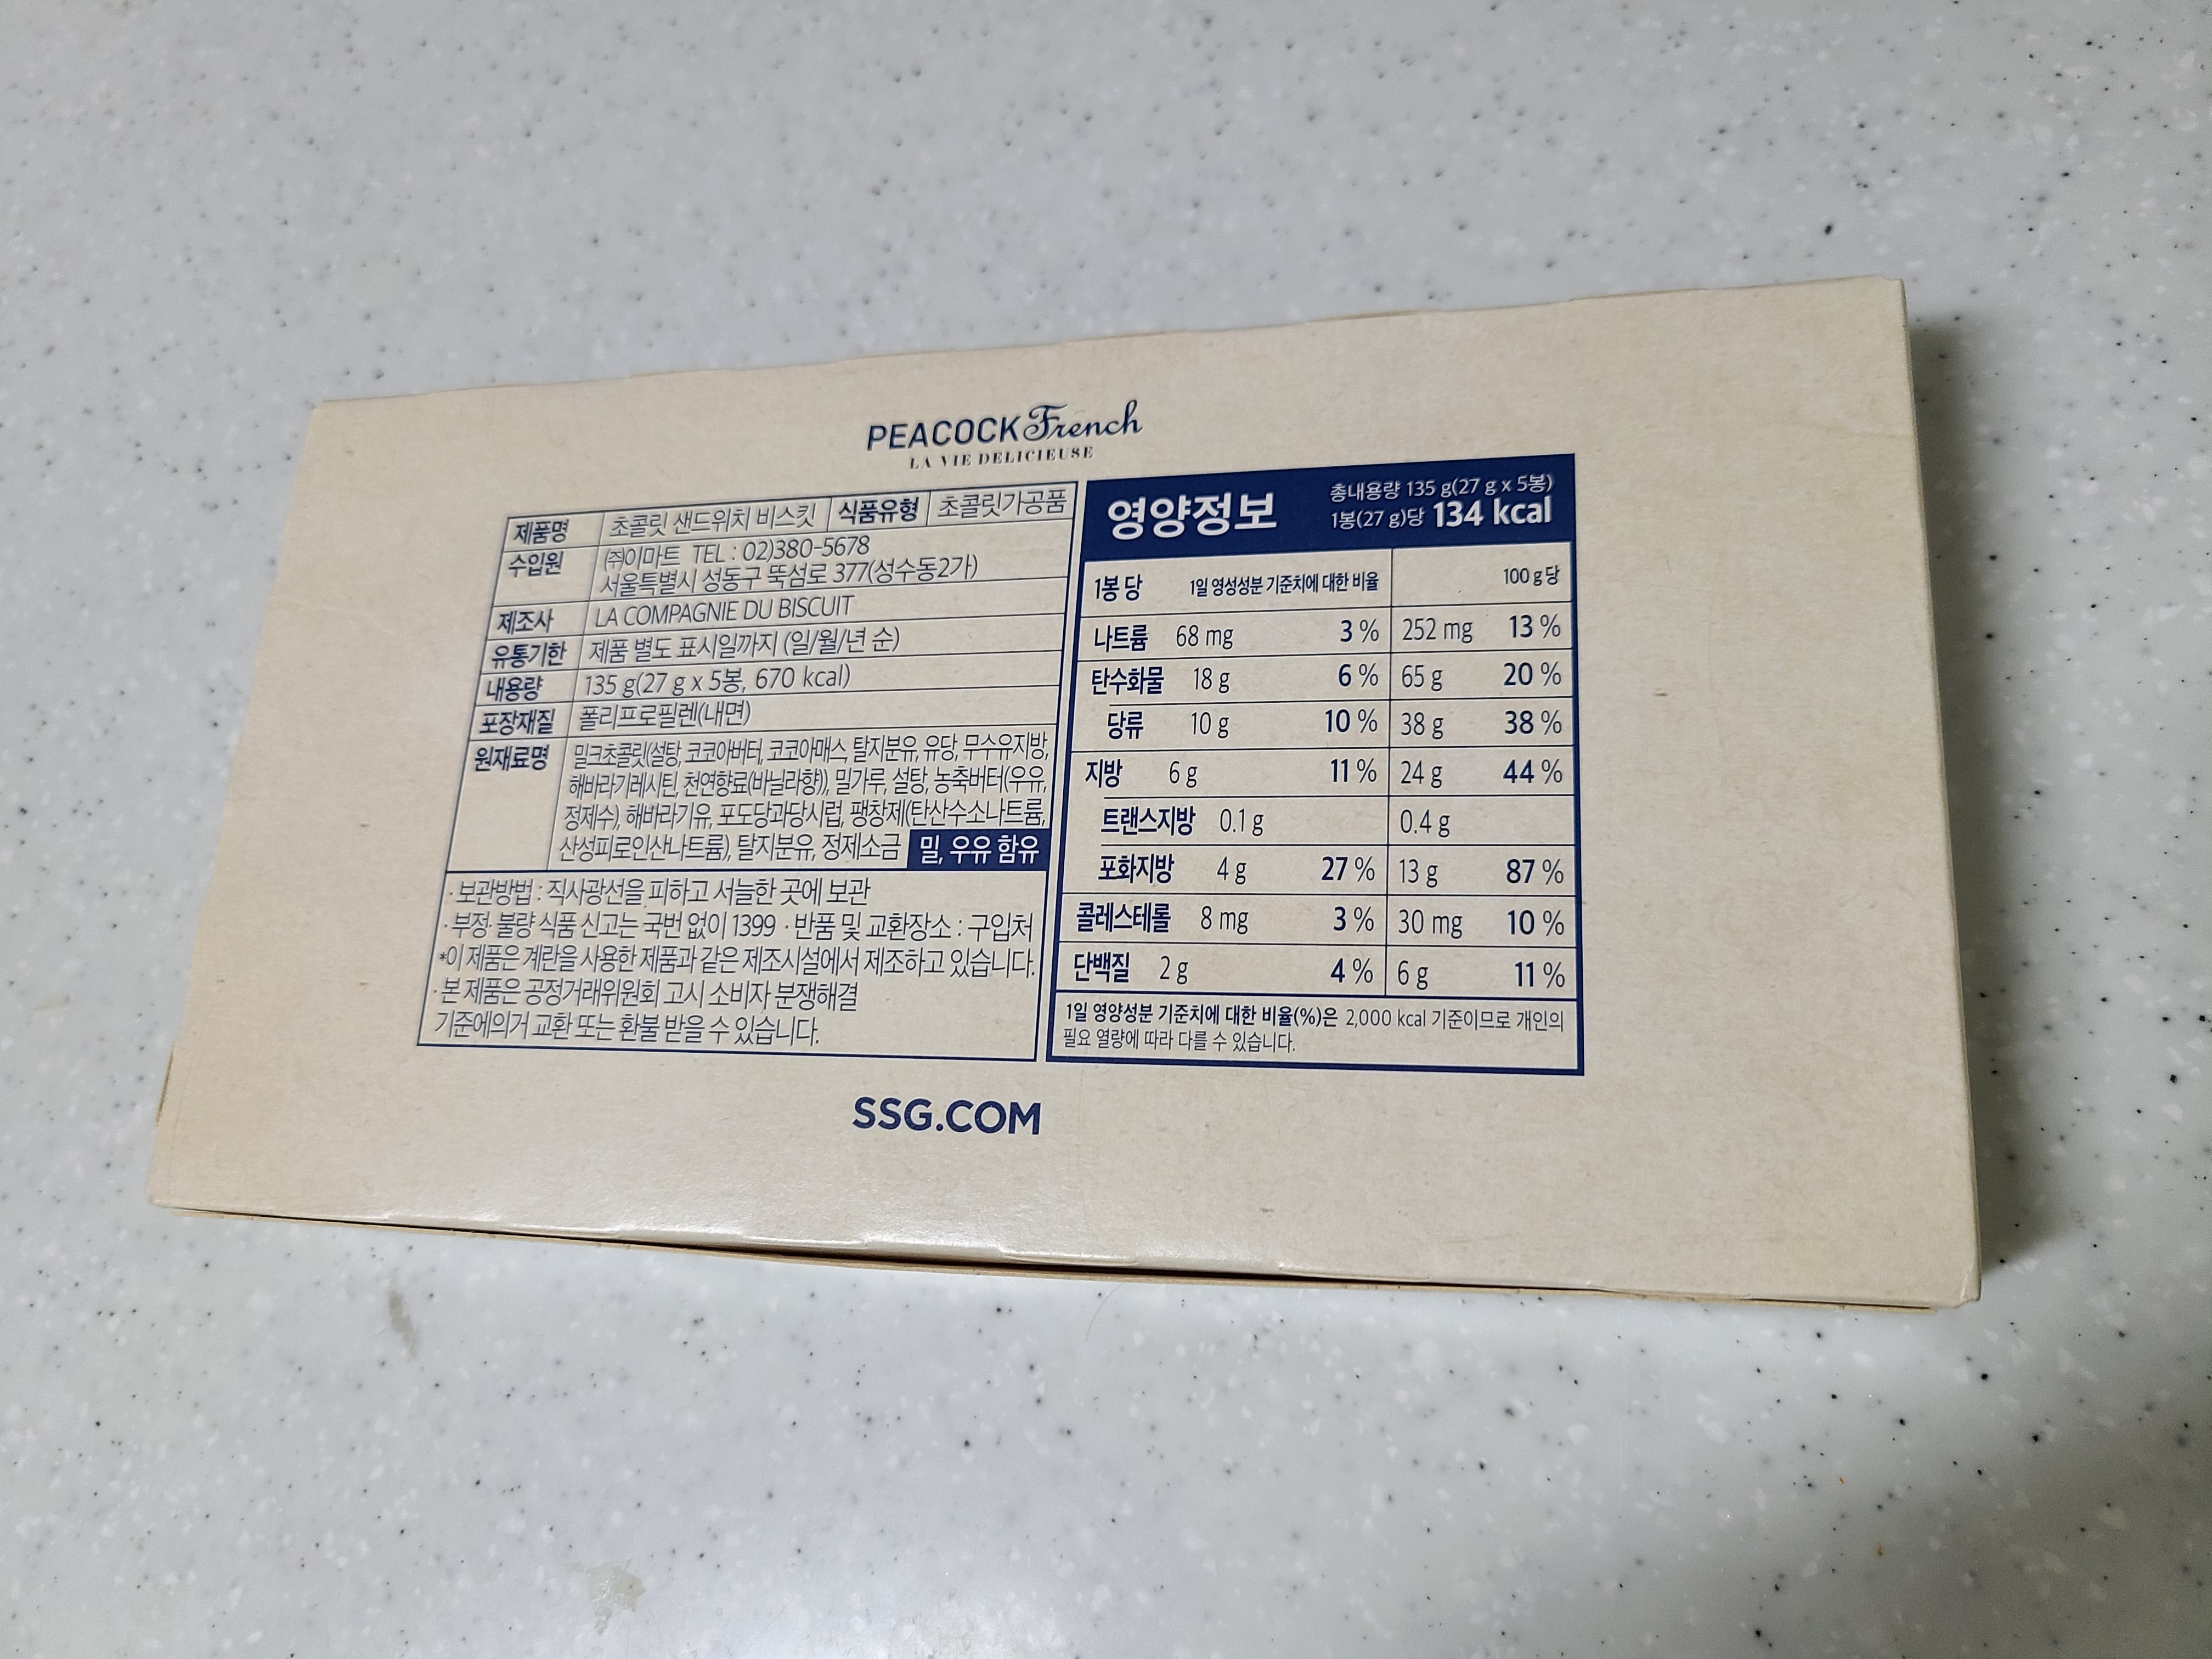 PEACOCK French
LA VIE DELICIEUSE
제품명 초콜릿 샌드위치 비스킷 식품유형 초콜릿가공품
수입원 ㈜이마트 TEL : 02)380-5678
서울특별시 성동구 뚝섬로 377(성수동2가)
제조사 LA COMPAGNIE DU BISCUIT
유통기한 제품 별도 표시일까지 (일/월/년 순)
내용량 135 g(27 g x 5봉, 670 kcal)
포장재질 폴리프로필렌(내면)
원재료명 밀크초콜릿(설탕, 코코아버터, 코코아매스, 탈지분유, 유당, 무수유지방,
해바라기레시틴, 천연향료(바닐라향)), 밀가루, 설탕, 농축버터(우유,
정제수), 해바라기유, 포도당과당시럽, 팽창제(탄산수소나트륨,
산성피로인산나트륨), 탈지분유, 정제소금 밀, 우유 함유
· 보관방법 : 직사광선을 피하고 서늘한 곳에 보관
· 부정· 불량 식품 신고는 국번 없이 1399 · 반품 및 교환장소 : 구입처
*이 제품은 계란을 사용한 제품과 같은 제조시설에서 제조하고 있습니다.
· 본 제품은 공정거래위원회 고시 소비자 분쟁해결
기준에의거 교환 또는 환불 받을 수 있습니다.
영양정보 총내용량 135 g(27 g x 5봉)
1봉(27 g)당 134 kcal
1봉 당 1일 영성성분 기준치에 대한 비율 100 g당
나트륨 68 mg 3 % 252 mg 13 %
탄수화물 18 g 6 % 65 g 20 %
당류 10 g 10 % 38 g 38 %
지방 6 g 11 % 24 g 44 %
트랜스지방 0.1 g 0.4 g
포화지방 4 g 27 % 13 g 87 %
콜레스테롤 8 mg 3 % 30 mg 10 %
단백질 2 g 4 % 6 g 11 %
1일 영양성분 기준치에 대한 비율(%)은 2,000 kcal 기준이므로 개인의
필요 열량에 따라 다를 수 있습니다.
SSG.COM